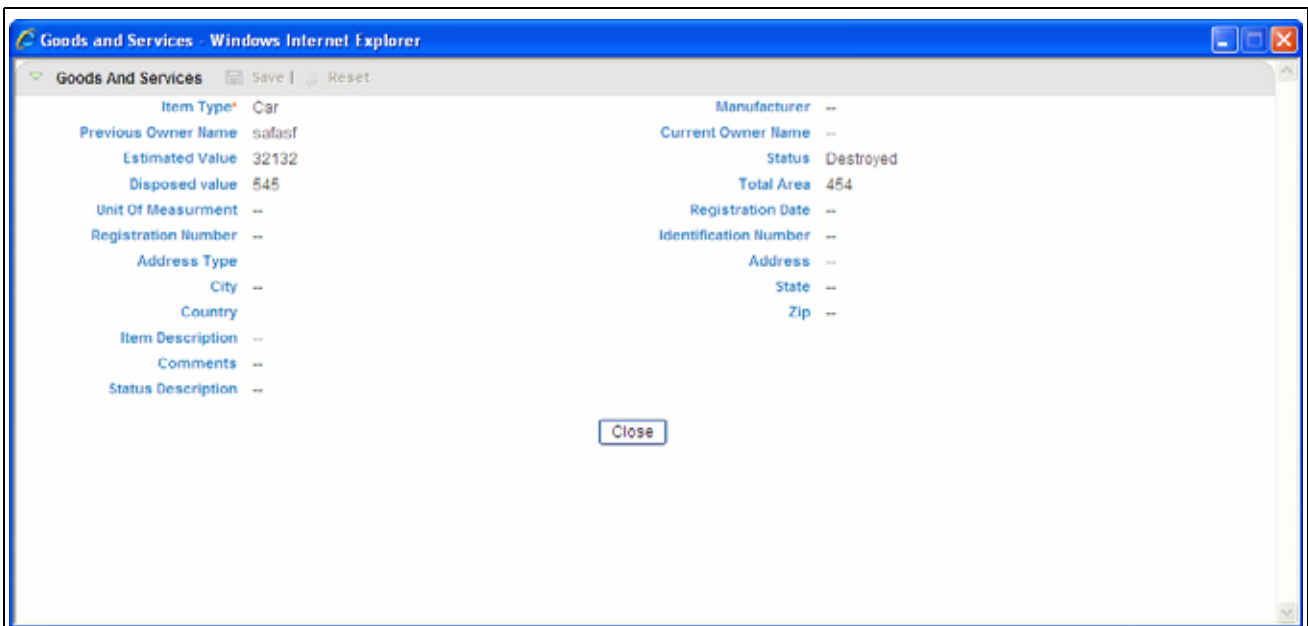 Goods and Services - Windows Internet Explorer
Goods And Services Save | Reset
Item Type* Car Manufacturer --
Previous Owner Name safasf Current Owner Name --
Estimated Value 32132 Status Destroyed
Disposed value 545 Total Area 454
Unit Of Measurment -- Registration Date --
Registration Number -- Identification Number --
Address Type Address --
City -- State --
Country Zip --
Item Description --
Comments --
Status Description --
Close